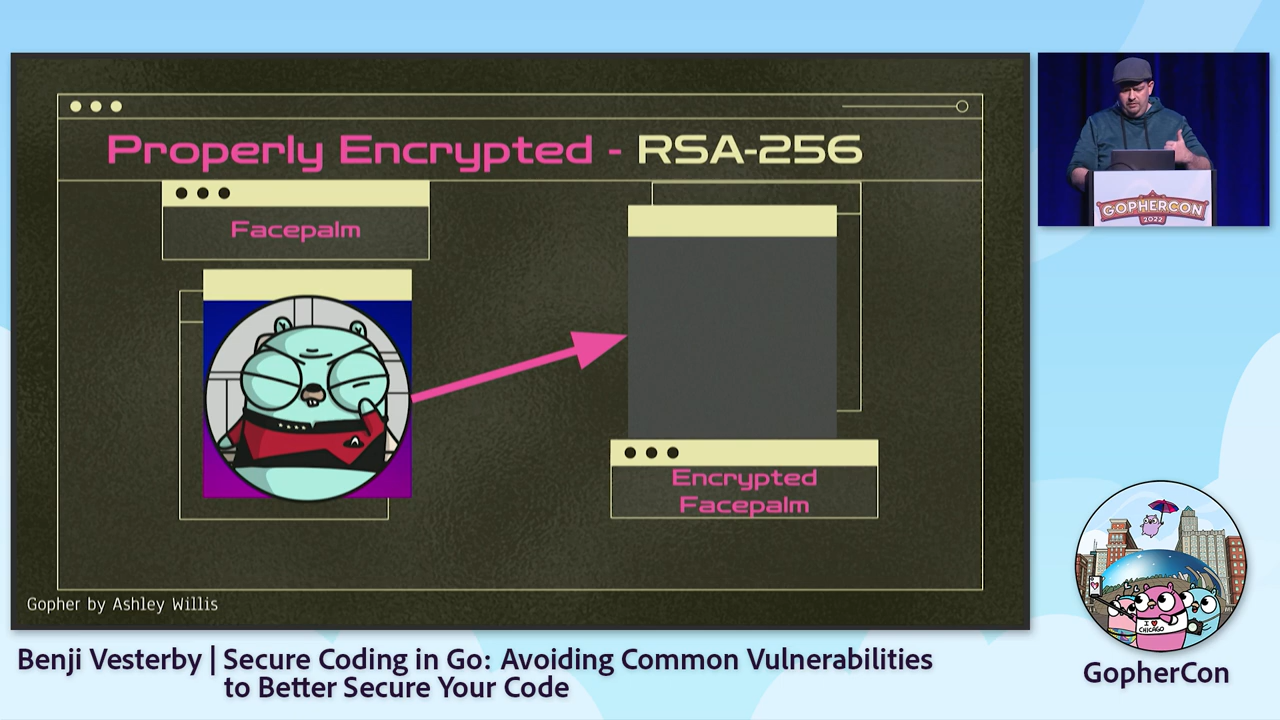 Properly Encrypted - RSA-256
Facepalm
Encrypted
Facepalm
Gopher by Ashley Willis
GOPHERCON
2022
I ♥
CHICAGO
Benji Vesterby | Secure Coding in Go: Avoiding Common Vulnerabilities
to Better Secure Your Code
GopherCon